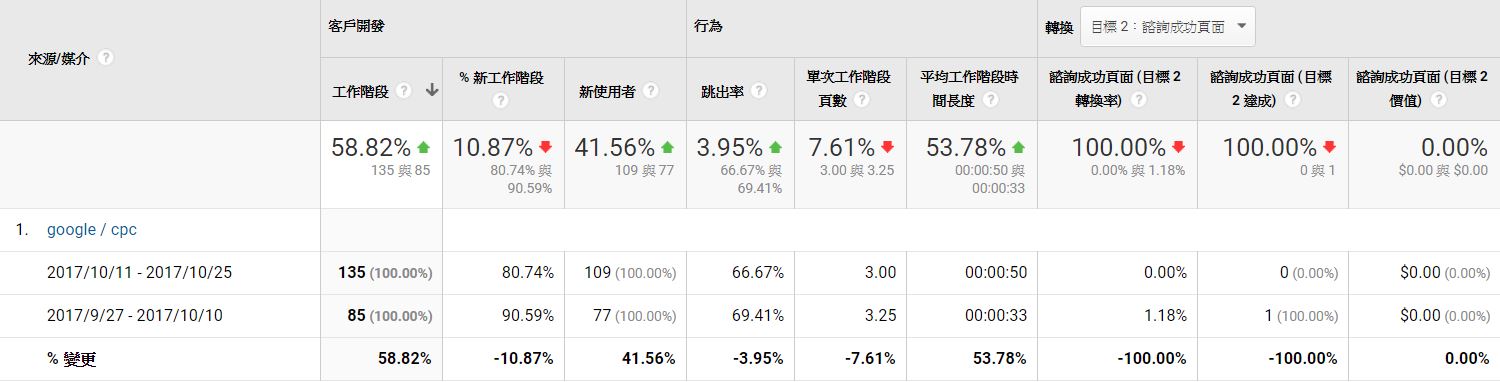 來源/媒介 ?
客戶開發
行為
轉換 目標 2：諮詢成功頁面
工作階段 ?
% 新工作階段 ?
新使用者 ?
跳出率 ?
單次工作階段
頁數 ?
平均工作階段時
間長度 ?
諮詢成功頁面 (目標 2
轉換率) ?
諮詢成功頁面 (目標
2 達成) ?
諮詢成功頁面 (目標 2
價值) ?
58.82%
135 與 85
10.87%
80.74% 與
90.59%
41.56%
109 與 77
3.95%
66.67% 與
69.41%
7.61%
3.00 與 3.25
53.78%
00:00:50 與
00:00:33
100.00%
0.00% 與 1.18%
100.00%
0 與 1
0.00%
$0.00 與 $0.00
1. google / cpc
2017/10/11 - 2017/10/25 135 (100.00%) 80.74% 109 (100.00%) 66.67% 3.00 00:00:50 0.00% 0 (0.00%) $0.00 (0.00%)
2017/9/27 - 2017/10/10 85 (100.00%) 90.59% 77 (100.00%) 69.41% 3.25 00:00:33 1.18% 1 (100.00%) $0.00 (0.00%)
% 變更 58.82% -10.87% 41.56% -3.95% -7.61% 53.78% -100.00% -100.00% 0.00%